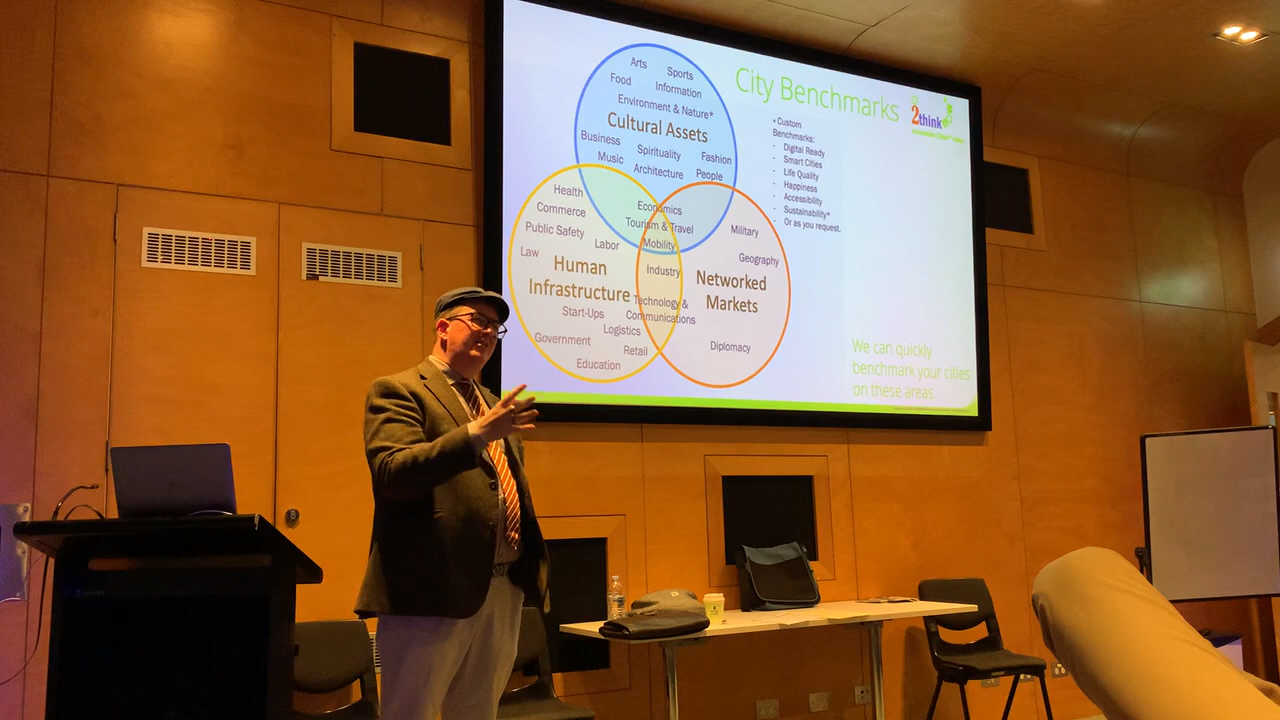 City Benchmarks
2think
Arts Sports
Food Information
Environment & Nature*
Cultural Assets
Business Spirituality Fashion
Music Architecture People
Economics
Tourism & Travel
Mobility
Health
Commerce
Public Safety
Labor
Law
Human
Infrastructure
Start-Ups
Logistics
Government
Retail
Education
Industry
Technology &
Communications
Military
Geography
Networked
Markets
Diplomacy
* Custom
Benchmarks:
- Digital Ready
- Smart Cities
- Life Quality
- Happiness
- Accessibility
- Sustainability*
- Or as you request.
We can quickly
benchmark your cities
on these areas.